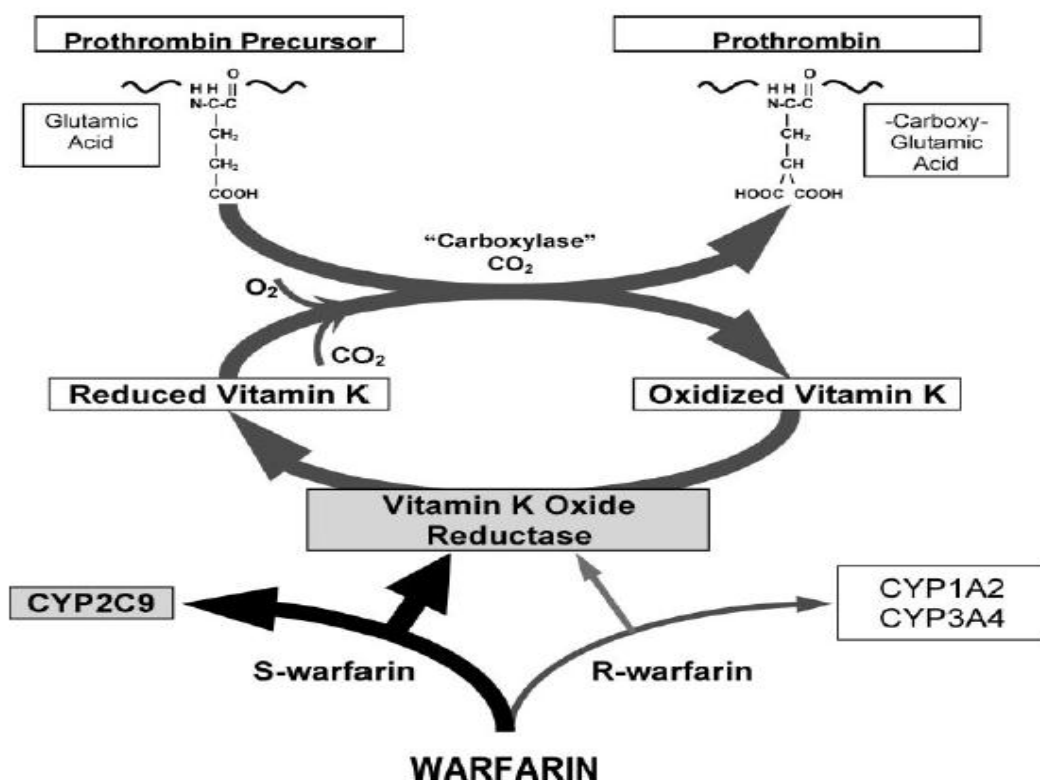 Prothrombin Precursor
Prothrombin
H H O
N-C-C
CH₂
CH₂
COOH
Glutamic
Acid
H H O
N-C-C
CH₂
CH
HOOC COOH
-Carboxy-
Glutamic
Acid
“Carboxylase”
CO₂
O₂
CO₂
Reduced Vitamin K
Oxidized Vitamin K
Vitamin K Oxide
Reductase
CYP2C9
CYP1A2
CYP3A4
S-warfarin
R-warfarin
WARFARIN